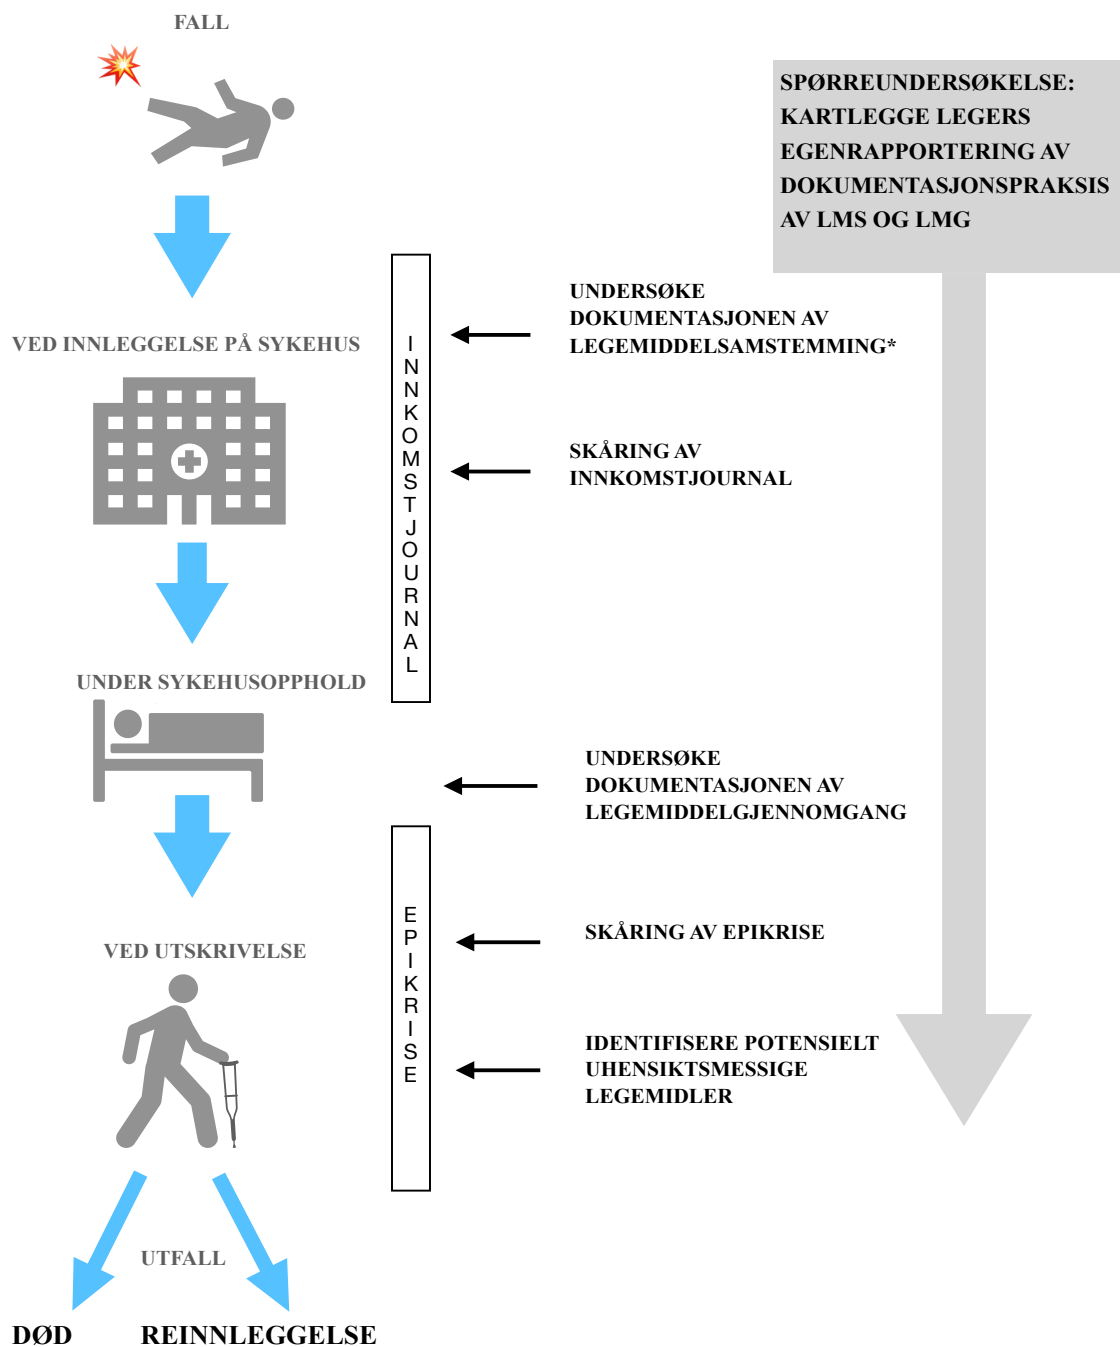 FALL
SPØRREUNDERSØKELSE:
KARTLEGGE LEGERS
EGENRAPPORTERING AV
DOKUMENTASJONSPRAKSIS
AV LMS OG LMG
VED INNLEGGELSE PÅ SYKEHUS
INNKOMSTJOURNAL
UNDERSØKE
DOKUMENTASJONEN AV
LEGEMIDDELSAMSTEMMING*
SKÅRING AV
INNKOMSTJOURNAL
UNDER SYKEHUSOPPHOLD
UNDERSØKE
DOKUMENTASJONEN AV
LEGEMIDDELGJENNOMGANG
VED UTSKRIVELSE
EPIKRISE
SKÅRING AV EPIKRISE
IDENTIFISERE POTENSIELT
UHENSIKTSMESSIGE
LEGEMIDLER
UTFALL
DØD
REINNLEGGELSE